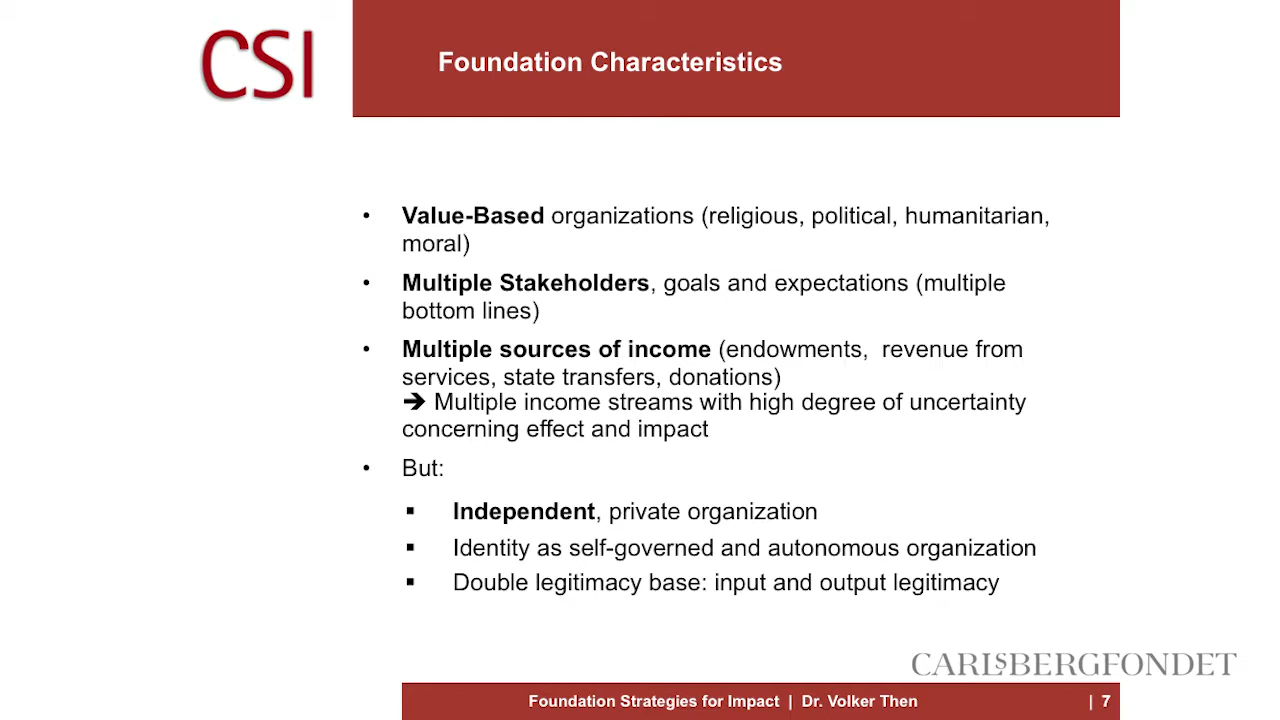 CSI
Foundation Characteristics
• Value-Based organizations (religious, political, humanitarian,
moral)
• Multiple Stakeholders, goals and expectations (multiple
bottom lines)
• Multiple sources of income (endowments,  revenue from
services, state transfers, donations)
➔ Multiple income streams with high degree of uncertainty
concerning effect and impact
• But:
▪ Independent, private organization
▪ Identity as self-governed and autonomous organization
▪ Double legitimacy base: input and output legitimacy
CARLSBERGFONDET
Foundation Strategies for Impact | Dr. Volker Then | 7